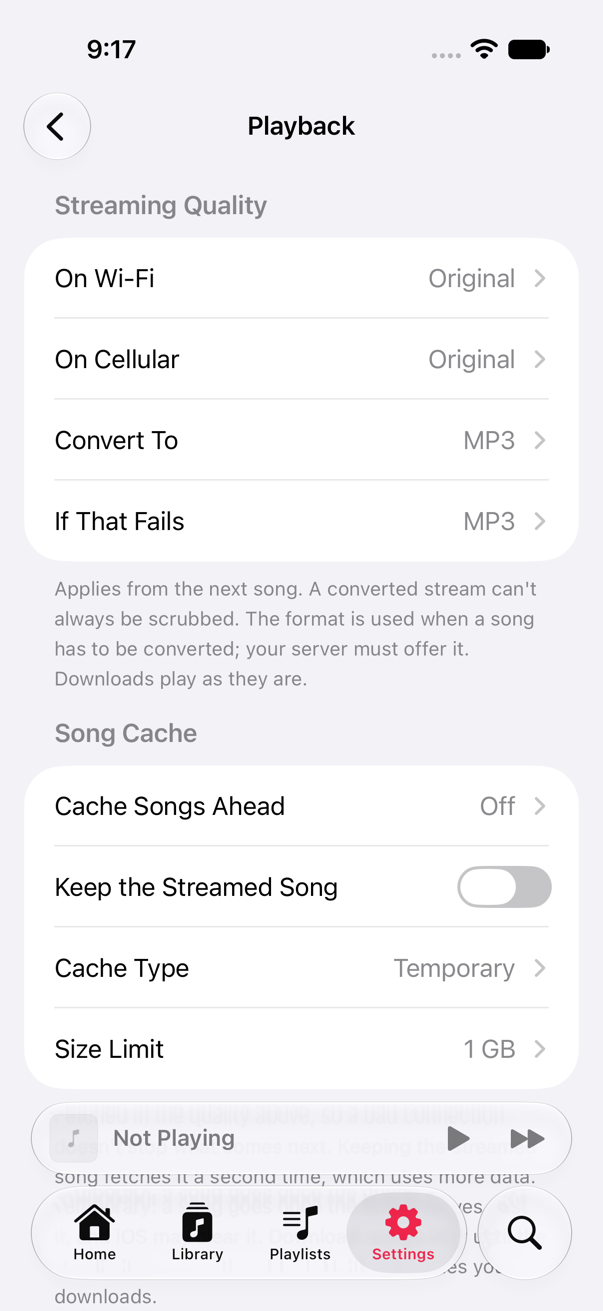 9:17
Playback
Streaming Quality
On Wi-Fi Original
On Cellular Original
Convert To MP3
If That Fails MP3
Applies from the next song. A converted stream can't
always be scrubbed. The format is used when a song
has to be converted; your server must offer it.
Downloads play as they are.
Song Cache
Cache Songs Ahead Off
Keep the Streamed Song
Cache Type Temporary
Size Limit 1 GB
Not Playing
song fetches it a second time, which uses more data.
Home Library Playlists Settings
downloads.